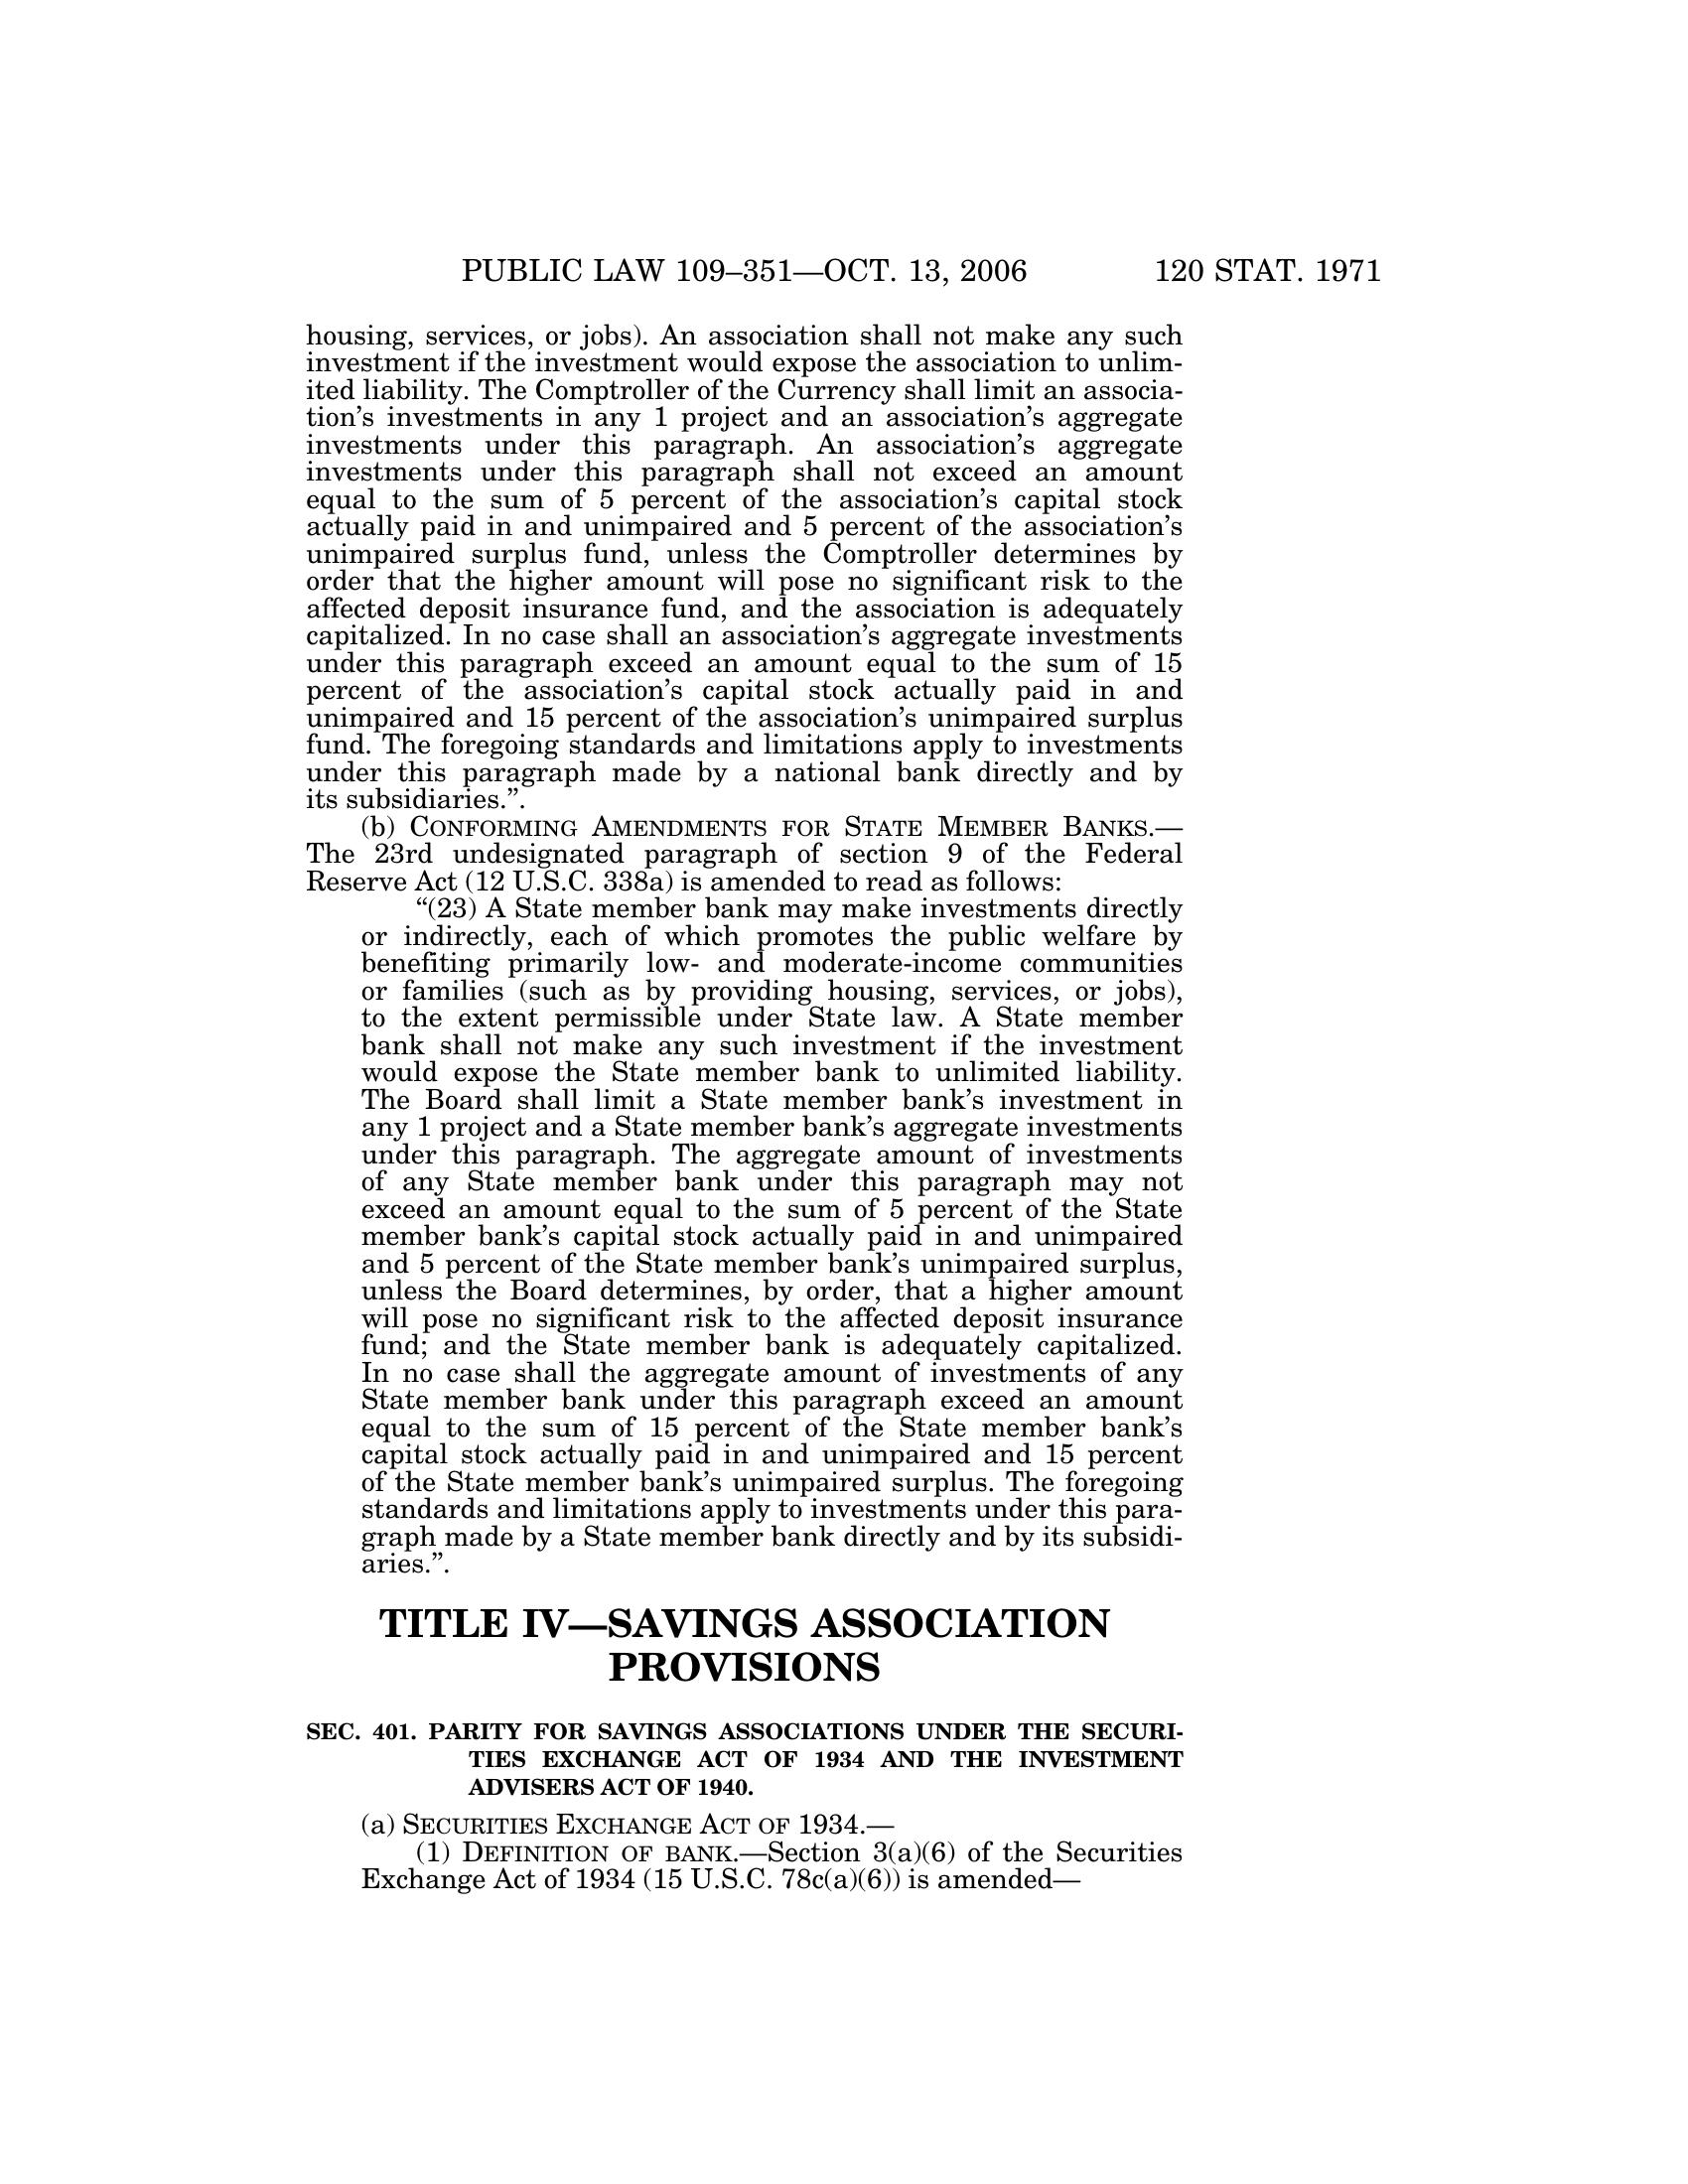 PUBLIC LAW 109–351—OCT. 13, 2006 120 STAT. 1971
housing, services, or jobs). An association shall not make any such
investment if the investment would expose the association to unlim-
ited liability. The Comptroller of the Currency shall limit an associa-
tion’s investments in any 1 project and an association’s aggregate
investments under this paragraph. An association’s aggregate
investments under this paragraph shall not exceed an amount
equal to the sum of 5 percent of the association’s capital stock
actually paid in and unimpaired and 5 percent of the association’s
unimpaired surplus fund, unless the Comptroller determines by
order that the higher amount will pose no significant risk to the
affected deposit insurance fund, and the association is adequately
capitalized. In no case shall an association’s aggregate investments
under this paragraph exceed an amount equal to the sum of 15
percent of the association’s capital stock actually paid in and
unimpaired and 15 percent of the association’s unimpaired surplus
fund. The foregoing standards and limitations apply to investments
under this paragraph made by a national bank directly and by
its subsidiaries.”.
(b) CONFORMING AMENDMENTS FOR STATE MEMBER BANKS.—
The 23rd undesignated paragraph of section 9 of the Federal
Reserve Act (12 U.S.C. 338a) is amended to read as follows:
“(23) A State member bank may make investments directly
or indirectly, each of which promotes the public welfare by
benefiting primarily low- and moderate-income communities
or families (such as by providing housing, services, or jobs),
to the extent permissible under State law. A State member
bank shall not make any such investment if the investment
would expose the State member bank to unlimited liability.
The Board shall limit a State member bank’s investment in
any 1 project and a State member bank’s aggregate investments
under this paragraph. The aggregate amount of investments
of any State member bank under this paragraph may not
exceed an amount equal to the sum of 5 percent of the State
member bank’s capital stock actually paid in and unimpaired
and 5 percent of the State member bank’s unimpaired surplus,
unless the Board determines, by order, that a higher amount
will pose no significant risk to the affected deposit insurance
fund; and the State member bank is adequately capitalized.
In no case shall the aggregate amount of investments of any
State member bank under this paragraph exceed an amount
equal to the sum of 15 percent of the State member bank’s
capital stock actually paid in and unimpaired and 15 percent
of the State member bank’s unimpaired surplus. The foregoing
standards and limitations apply to investments under this para-
graph made by a State member bank directly and by its subsidi-
aries.”.
TITLE IV—SAVINGS ASSOCIATION
PROVISIONS
SEC. 401. PARITY FOR SAVINGS ASSOCIATIONS UNDER THE SECURI-
TIES EXCHANGE ACT OF 1934 AND THE INVESTMENT
ADVISERS ACT OF 1940.
(a) SECURITIES EXCHANGE ACT OF 1934.—
(1) DEFINITION OF BANK.—Section 3(a)(6) of the Securities
Exchange Act of 1934 (15 U.S.C. 78c(a)(6)) is amended—